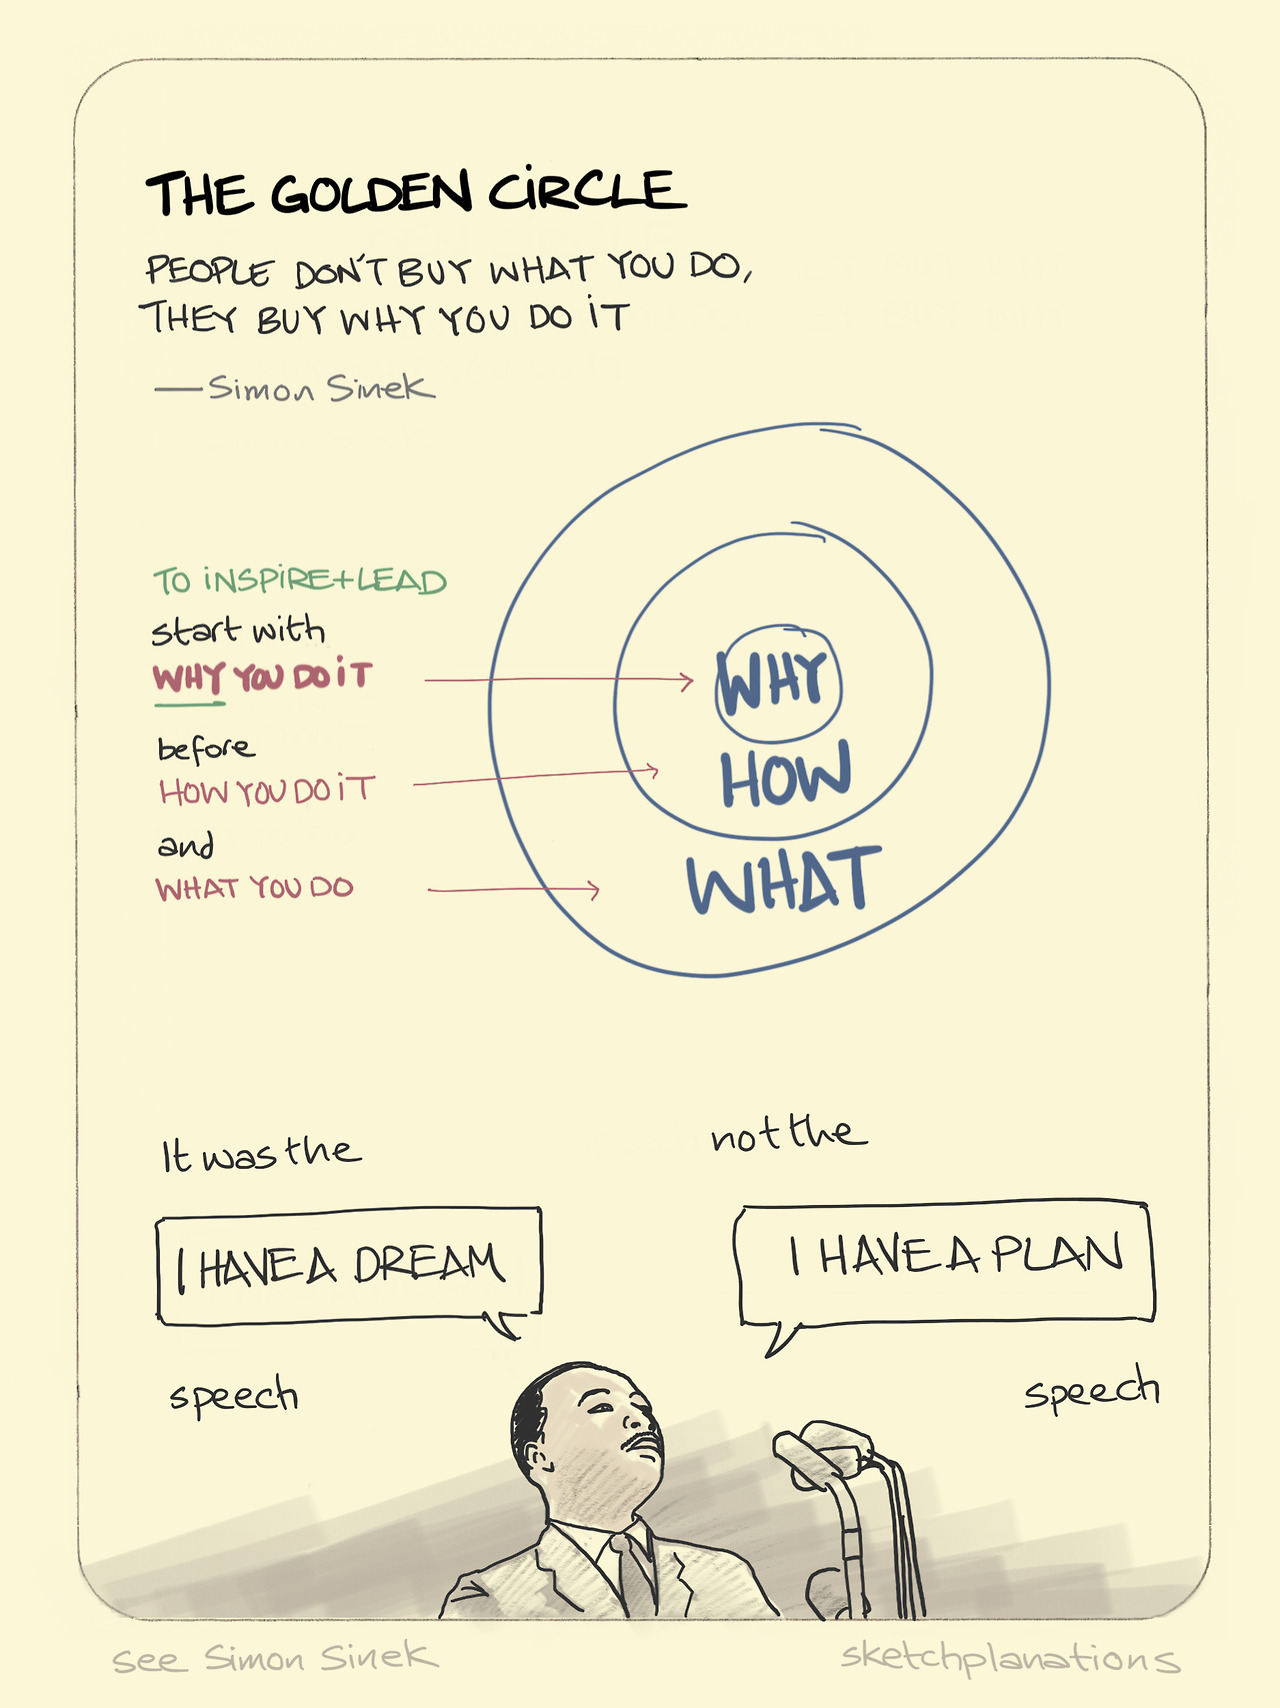 THE GOLDEN CiRCLE
PEOPLE DON'T BUY WHAT YOU DO,
THEY BUY WHY YOU DO iT
— Simon Sinek
TO iNSPiRE+LEAD
start with
WHY YOU DO iT
before
HOW YOU DO iT
and
WHAT YOU DO
WHY
HOW
WHAT
It was the
I HAVE A DREAM
speech
not the
I HAVE A PLAN
speech
see Simon Sinek
sketchplanations